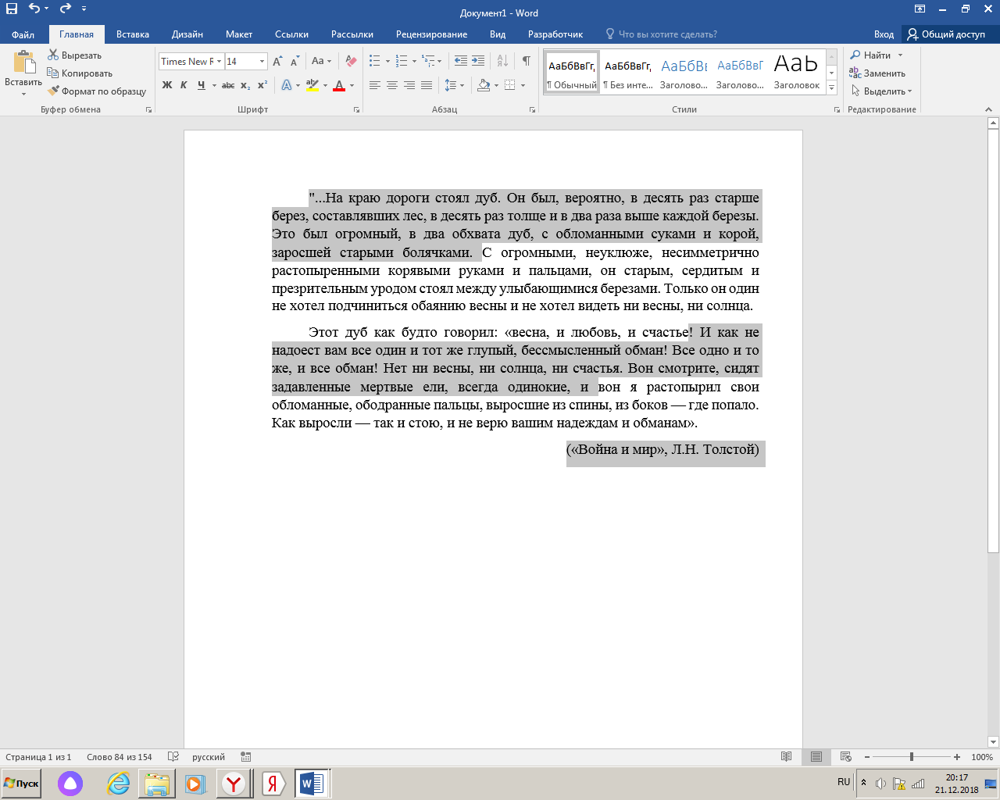 Документ1 - Word
Файл Главная Вставка Дизайн Макет Ссылки Рассылки Рецензирование Вид Разработчик Что вы хотите сделать? Вход Общий доступ
Вставить
Вырезать
Копировать
Формат по образцу
Буфер обмена
Times New R 14 Aa
Ж К Ч abc x₂ x² A ab A
Шрифт
Абзац
АаБбВвГг, АаБбВвГг, АаБбВв АаБбВвГ АаЬ
¶ Обычный ¶ Без инте... Заголово... Заголово... Заголовок
Стили
Найти
Заменить
Выделить
Редактирование
"...На краю дороги стоял дуб. Он был, вероятно, в десять раз старше
берез, составлявших лес, в десять раз толще и в два раза выше каждой березы.
Это был огромный, в два обхвата дуб, с обломанными суками и корой,
заросшей старыми болячками. С огромными, неуклюже, несимметрично
растопыренными корявыми руками и пальцами, он старым, сердитым и
презрительным уродом стоял между улыбающимися березами. Только он один
не хотел подчиниться обаянию весны и не хотел видеть ни весны, ни солнца.
Этот дуб как будто говорил: «весна, и любовь, и счастье! И как не
надоест вам все один и тот же глупый, бессмысленный обман! Все одно и то
же, и все обман! Нет ни весны, ни солнца, ни счастья. Вон смотрите, сидят
задавленные мертвые ели, всегда одинокие, и вон я растопырил свои
обломанные, ободранные пальцы, выросшие из спины, из боков — где попало.
Как выросли — так и стою, и не верю вашим надеждам и обманам».
(«Война и мир», Л.Н. Толстой)
Страница 1 из 1 Слово 84 из 154 русский 100%
Пуск
RU
20:17
21.12.2018